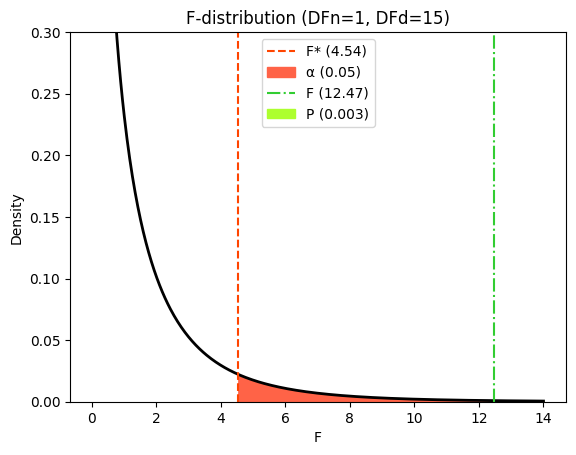 F-distribution (DFn=1, DFd=15)
F* (4.54)
α (0.05)
F (12.47)
P (0.003)
Density
0.30
0.25
0.20
0.15
0.10
0.05
0.00
0 2 4 6 8 10 12 14
F